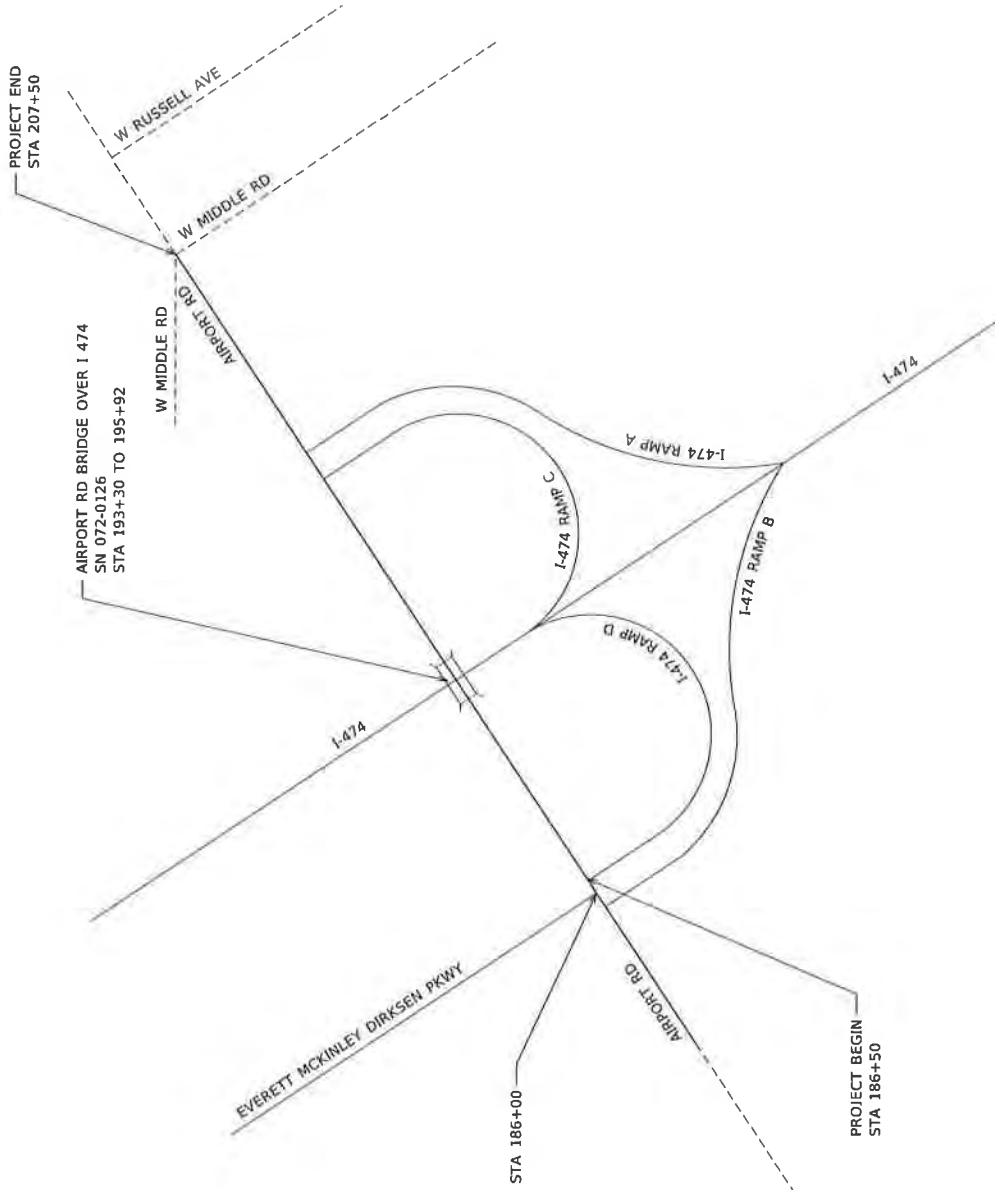 PROJECT END
STA 207+50
W RUSSELL AVE
W MIDDLE RD
W MIDDLE RD
AIRPORT RD
AIRPORT RD BRIDGE OVER I 474
SN 072-0126
STA 193+30 TO 195+92
I-474
I-474 RAMP A
I-474 RAMP C
I-474 RAMP B
I-474 RAMP D
I-474
EVERETT MCKINLEY DIRKSEN PKWY
AIRPORT RD
STA 186+00
PROJECT BEGIN
STA 186+50